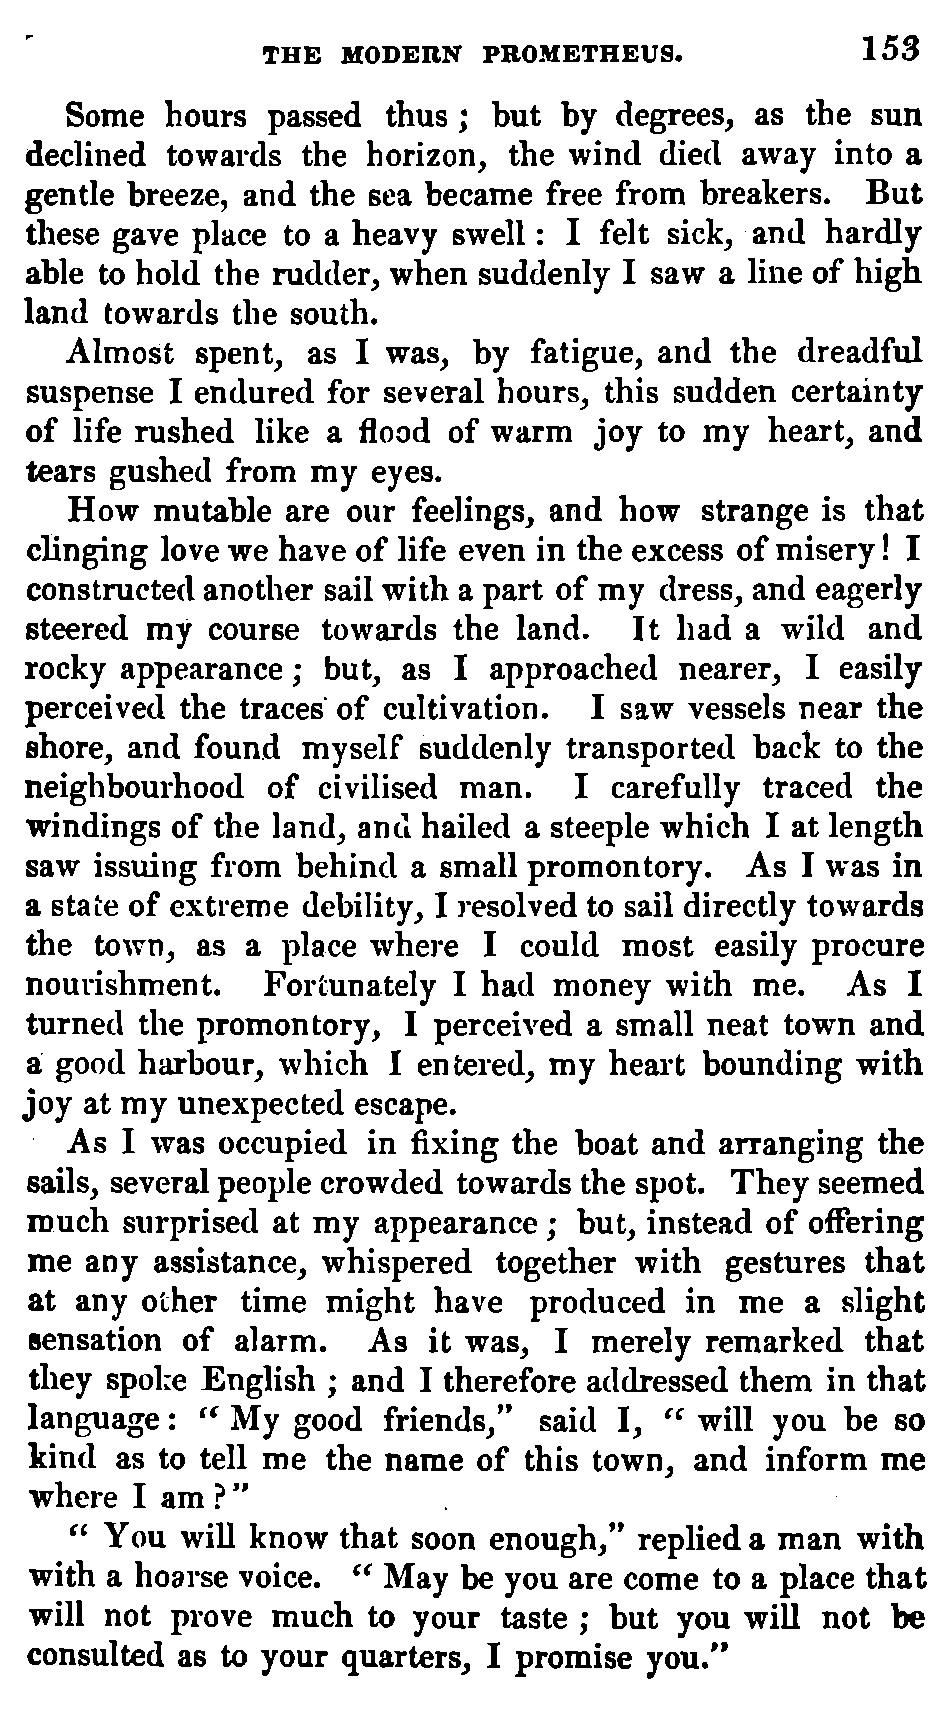 THE MODERN PROMETHEUS. 153
Some hours passed thus ; but by degrees, as the sun
declined towards the horizon, the wind died away into a
gentle breeze, and the sea became free from breakers. But
these gave place to a heavy swell : I felt sick, and hardly
able to hold the rudder, when suddenly I saw a line of high
land towards the south.
Almost spent, as I was, by fatigue, and the dreadful
suspense I endured for several hours, this sudden certainty
of life rushed like a flood of warm joy to my heart, and
tears gushed from my eyes.
How mutable are our feelings, and how strange is that
clinging love we have of life even in the excess of misery! I
constructed another sail with a part of my dress, and eagerly
steered my course towards the land. It had a wild and
rocky appearance ; but, as I approached nearer, I easily
perceived the traces of cultivation. I saw vessels near the
shore, and found myself suddenly transported back to the
neighbourhood of civilised man. I carefully traced the
windings of the land, and hailed a steeple which I at length
saw issuing from behind a small promontory. As I was in
a state of extreme debility, I resolved to sail directly towards
the town, as a place where I could most easily procure
nourishment. Fortunately I had money with me. As I
turned the promontory, I perceived a small neat town and
a good harbour, which I entered, my heart bounding with
joy at my unexpected escape.
As I was occupied in fixing the boat and arranging the
sails, several people crowded towards the spot. They seemed
much surprised at my appearance ; but, instead of offering
me any assistance, whispered together with gestures that
at any other time might have produced in me a slight
sensation of alarm. As it was, I merely remarked that
they spoke English ; and I therefore addressed them in that
language : “ My good friends,” said I, “ will you be so
kind as to tell me the name of this town, and inform me
where I am ? ”
“ You will know that soon enough,” replied a man with
with a hoarse voice. “ May be you are come to a place that
will not prove much to your taste ; but you will not be
consulted as to your quarters, I promise you.”